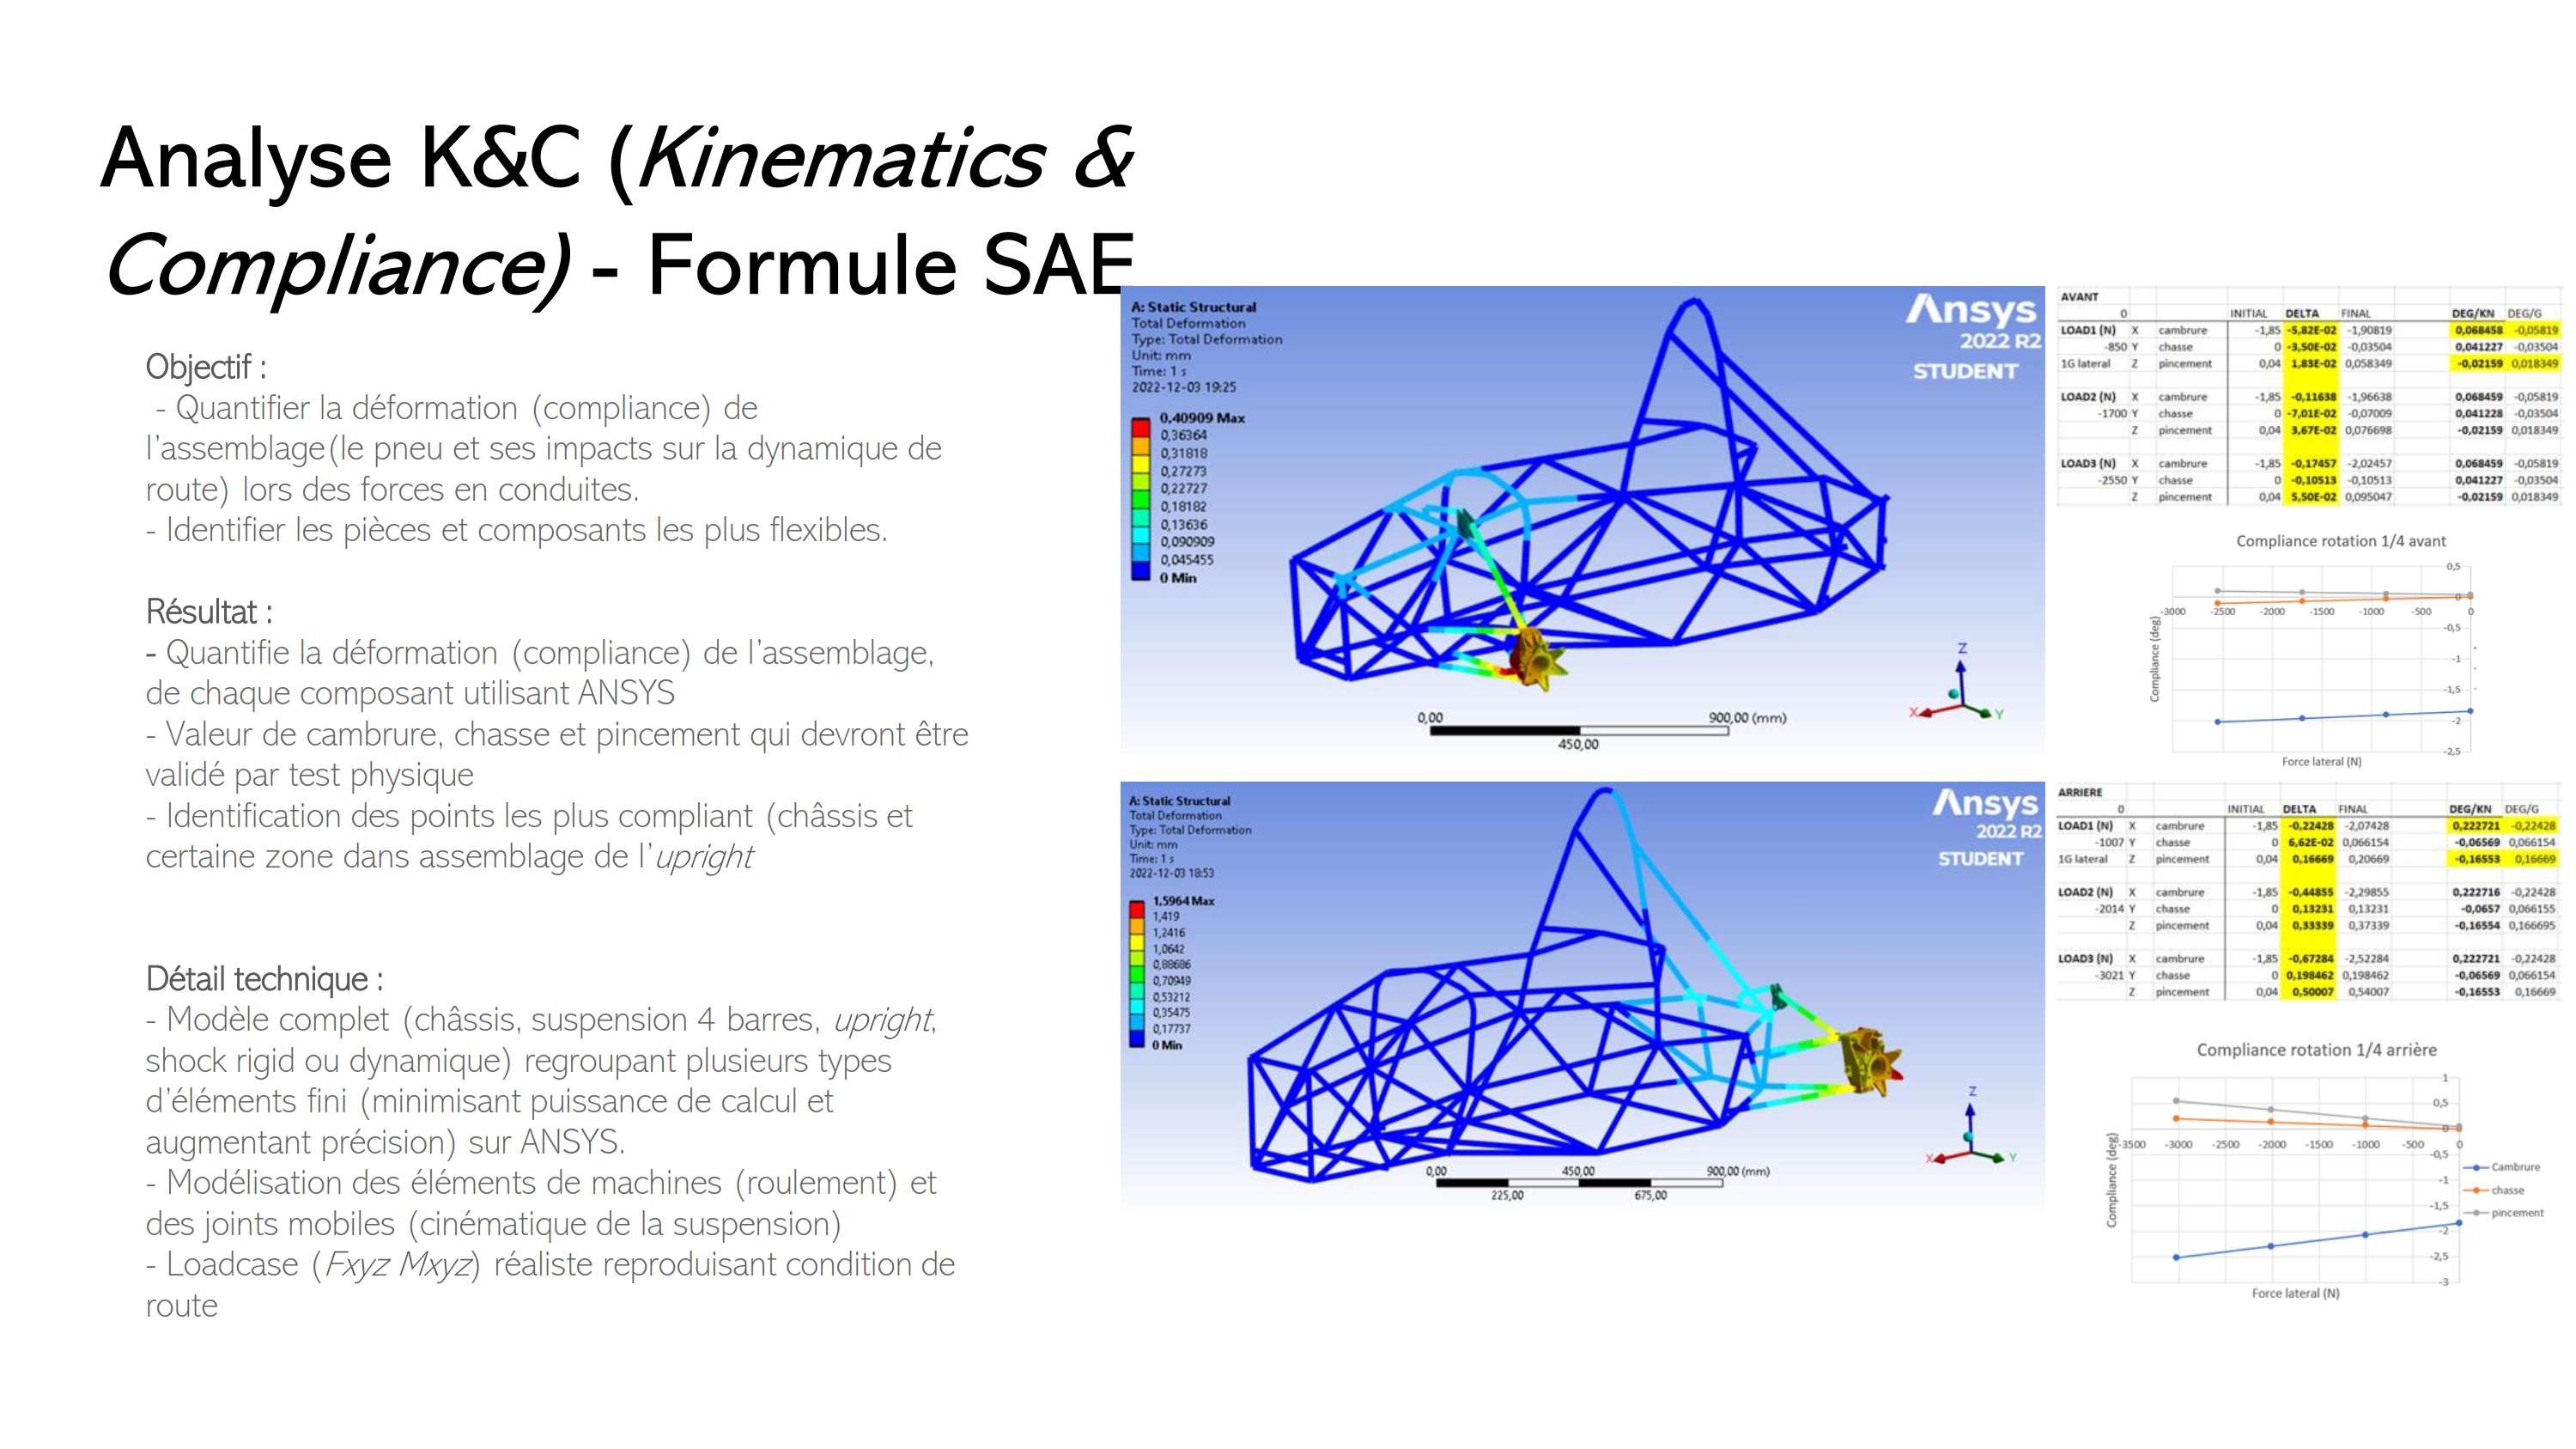 Analyse K&C (Kinematics &
Compliance) - Formule SAE
Objectif :
- Quantifier la déformation (compliance) de
l'assemblage(le pneu et ses impacts sur la dynamique de
route) lors des forces en conduites.
- Identifier les pièces et composants les plus flexibles.
Résultat :
- Quantifie la déformation (compliance) de l'assemblage,
de chaque composant utilisant ANSYS
- Valeur de cambrure, chasse et pincement qui devront être
validé par test physique
- Identification des points les plus compliant (châssis et
certaine zone dans assemblage de l'upright
Détail technique :
- Modèle complet (châssis, suspension 4 barres, upright,
shock rigid ou dynamique) regroupant plusieurs types
d'éléments fini (minimisant puissance de calcul et
augmentant précision) sur ANSYS.
- Modélisation des éléments de machines (roulement) et
des joints mobiles (cinématique de la suspension)
- Loadcase (Fxyz Mxyz) réaliste reproduisant condition de
route
A: Static Structural
Total Deformation
Type: Total Deformation
Unit: mm
Time: 1 s
2022-12-03 19:25
0,40909 Max
0,36364
0,31818
0,27273
0,22727
0,18182
0,13636
0,090909
0,045455
0 Min
Ansys
2022 R2
STUDENT
Z
X Y
0,00 900,00 (mm)
450,00
AVANT
0 INITIAL DELTA FINAL DEG/KN DEG/G
LOAD1 (N) X cambrure -1,85 -5,82E-02 -1,90819 0,068458 -0,05819
-850 Y chasse 0 -3,50E-02 -0,03504 0,041227 -0,03504
1G lateral Z pincement 0,04 1,83E-02 0,058349 -0,02159 0,018349
LOAD2 (N) X cambrure -1,85 -0,11638 -1,96638 0,068459 -0,05819
-1700 Y chasse 0 -7,01E-02 -0,07009 0,041228 -0,03504
Z pincement 0,04 3,67E-02 0,076698 -0,02159 0,018349
LOAD3 (N) X cambrure -1,85 -0,17457 -2,02457 0,068459 -0,05819
-2550 Y chasse 0 -0,10513 -0,10513 0,041227 -0,03504
Z pincement 0,04 5,50E-02 0,095047 -0,02159 0,018349
Compliance rotation 1/4 avant
0,5
0
-3000 -2500 -2000 -1500 -1000 -500 0
-0,5
-1
-1,5
-2
-2,5
Compliance (deg)
Force lateral (N)
A: Static Structural
Total Deformation
Type: Total Deformation
Unit: mm
Time: 1 s
2022-12-03 18:53
1,5964 Max
1,419
1,2416
1,0642
0,88686
0,70949
0,53212
0,35475
0,17737
0 Min
Ansys
2022 R2
STUDENT
Z
X Y
0,00 450,00 900,00 (mm)
225,00 675,00
ARRIERE
0 INITIAL DELTA FINAL DEG/KN DEG/G
LOAD1 (N) X cambrure -1,85 -0,22428 -2,07428 0,222721 -0,22428
-1007 Y chasse 0 6,62E-02 0,066154 -0,06569 0,066154
1G lateral Z pincement 0,04 0,16669 0,20669 -0,16553 0,16669
LOAD2 (N) X cambrure -1,85 -0,44855 -2,29855 0,222716 -0,22428
-2014 Y chasse 0 0,13231 0,13231 -0,0657 0,066155
Z pincement 0,04 0,33339 0,37339 -0,16554 0,166695
LOAD3 (N) X cambrure -1,85 -0,67284 -2,52284 0,222721 -0,22428
-3021 Y chasse 0 0,198462 0,198462 -0,06569 0,066154
Z pincement 0,04 0,50007 0,54007 -0,16553 0,16669
Compliance rotation 1/4 arrière
1
0,5
0
-3500 -3000 -2500 -2000 -1500 -1000 -500 0
-0,5
-1
-1,5
-2
-2,5
-3
Compliance (deg)
Force lateral (N)
Cambrure
chasse
pincement